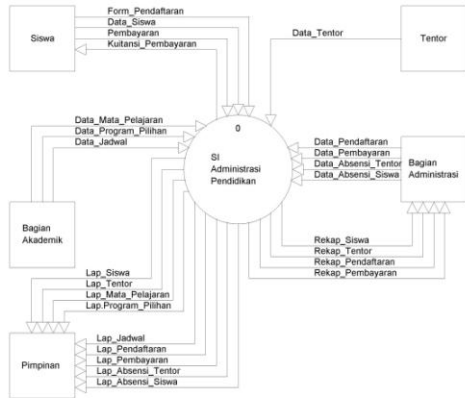 Form_Pendaftaran
Data_Siswa
Pembayaran
Kuitansi_Pembayaran
Siswa
Data_Tentor
Tentor
Data_Mata_Pelajaran
Data_Program_Pilihan
Data_Jadwal
0
SI
Administrasi
Pendidikan
Data_Pendaftaran
Data_Pembayaran
Data_Absensi_Tentor
Data_Absensi_Siswa
Bagian
Administrasi
Bagian
Akademik
Rekap_Siswa
Rekap_Tentor
Rekap_Pendaftaran
Rekap_Pembayaran
Lap_Siswa
Lap_Tentor
Lap_Mata_Pelajaran
Lap.Program_Pilihan
Pimpinan
Lap_Jadwal
Lap_Pendaftaran
Lap_Pembayaran
Lap_Absensi_Tentor
Lap_Absensi_Siswa